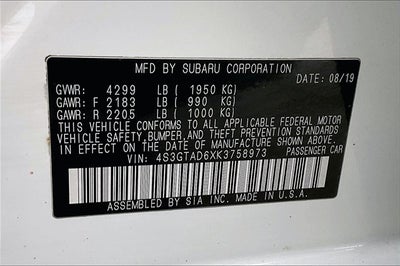 MFD BY SUBARU CORPORATION
DATE: 08/19
GVWR: 4299 LB ( 1950 KG)
GAWR: F 2183 LB ( 990 KG)
GAWR: R 2205 LB ( 1000 KG)
THIS VEHICLE CONFORMS TO ALL APPLICABLE FEDERAL MOTOR
VEHICLE SAFETY, BUMPER, AND THEFT PREVENTION STANDARDS
IN EFFECT ON THE DATE OF MANUFACTURE SHOWN ABOVE.
VIN: 4S3GTAD6XK3758973 PASSENGER CAR
ASSEMBLED BY SIA INC. MADE IN U.S.A.